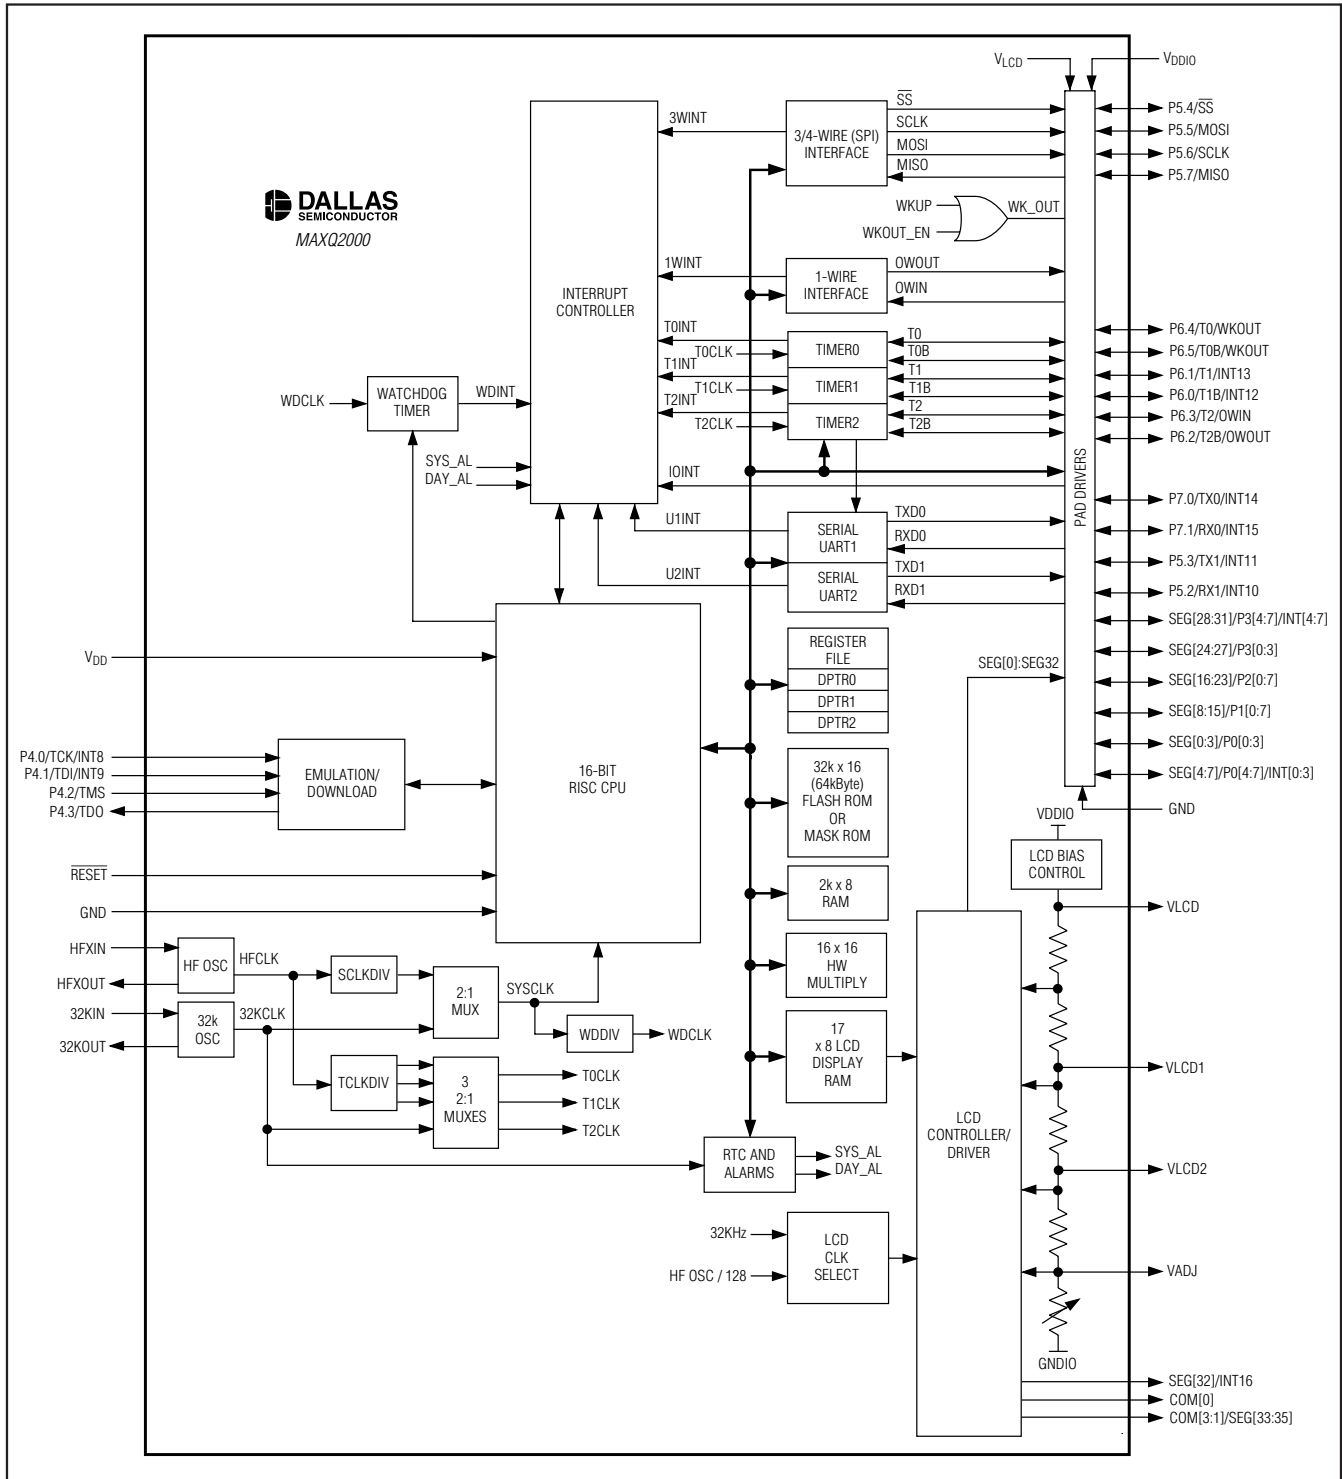 VLCD
VDDIO
DALLAS
SEMICONDUCTOR
MAXQ2000
INTERRUPT
CONTROLLER
3WINT
3/4-WIRE (SPI)
INTERFACE
SS
SCLK
MOSI
MISO
P5.4/SS
P5.5/MOSI
P5.6/SCLK
P5.7/MISO
WKUP
WKOUT_EN
WK_OUT
1WINT
1-WIRE
INTERFACE
OWOUT
OWIN
T0INT
T0CLK
T1INT
T1CLK
T2INT
T2CLK
TIMER0
TIMER1
TIMER2
T0
T0B
T1
T1B
T2
T2B
P6.4/T0/WKOUT
P6.5/T0B/WKOUT
P6.1/T1/INT13
P6.0/T1B/INT12
P6.3/T2/OWIN
P6.2/T2B/OWOUT
WDCLK
WATCHDOG
TIMER
WDINT
SYS_AL
DAY_AL
IOINT
PAD DRIVERS
U1INT
U2INT
SERIAL
UART1
SERIAL
UART2
TXD0
RXD0
TXD1
RXD1
P7.0/TX0/INT14
P7.1/RX0/INT15
P5.3/TX1/INT11
P5.2/RX1/INT10
SEG[28:31]/P3[4:7]/INT[4:7]
SEG[24:27]/P3[0:3]
SEG[16:23]/P2[0:7]
SEG[8:15]/P1[0:7]
SEG[0:3]/P0[0:3]
SEG[4:7]/P0[4:7]/INT[0:3]
GND
VDD
16-BIT
RISC CPU
REGISTER
FILE
DPTR0
DPTR1
DPTR2
SEG[0]:SEG32
P4.0/TCK/INT8
P4.1/TDI/INT9
P4.2/TMS
P4.3/TDO
EMULATION/
DOWNLOAD
32k x 16
(64kByte)
FLASH ROM
OR
MASK ROM
VDDIO
LCD BIAS
CONTROL
RESET
GND
2k x 8
RAM
VLCD
HFXIN
HFXOUT
32KIN
32KOUT
HF OSC
32k
OSC
HFCLK
32KCLK
SCLKDIV
2:1
MUX
SYSCLK
WDDIV
WDCLK
16 x 16
HW
MULTIPLY
TCLKDIV
3
2:1
MUXES
T0CLK
T1CLK
T2CLK
17
x 8 LCD
DISPLAY
RAM
VLCD1
LCD
CONTROLLER/
DRIVER
RTC AND
ALARMS
SYS_AL
DAY_AL
VLCD2
32KHz
HF OSC / 128
LCD
CLK
SELECT
VADJ
GNDIO
SEG[32]/INT16
COM[0]
COM[3:1]/SEG[33:35]